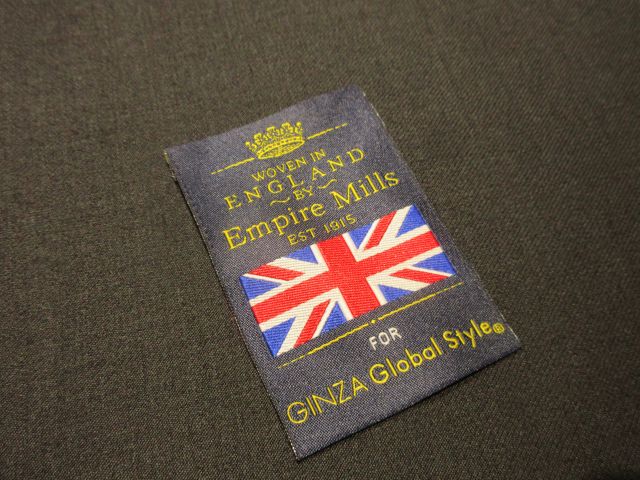 WOVEN IN
ENGLAND
~BY~
Empire Mills
EST 1915
FOR
GINZA Global Style®